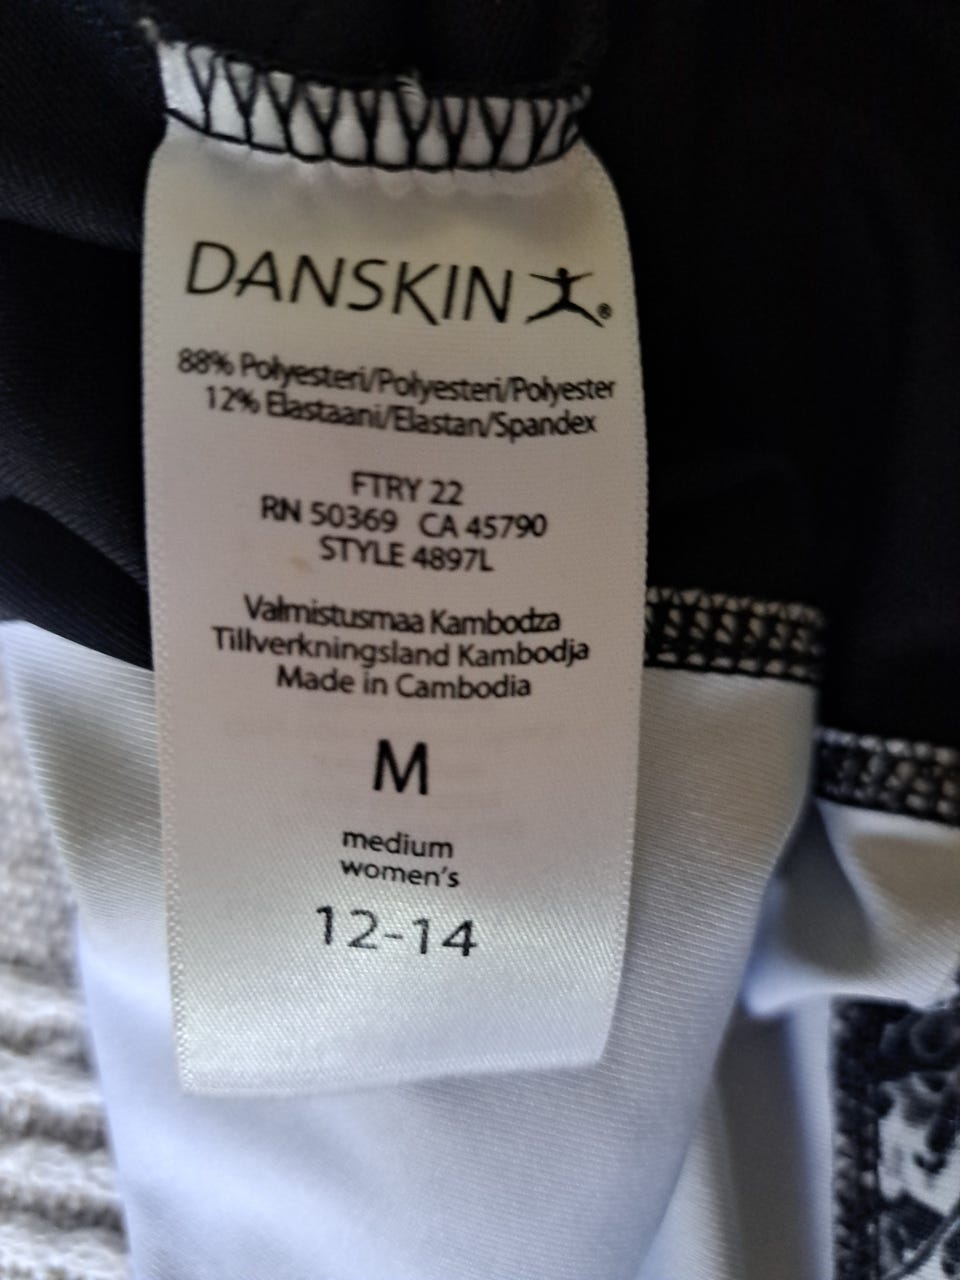 DANSKIN®
88% Polyesteri/Polyesteri/Polyester
12% Elastaani/Elastan/Spandex
FTRY 22
RN 50369 CA 45790
STYLE 4897L
Valmistusmaa Kambodza
Tillverkningsland Kambodja
Made in Cambodia
M
medium
women's
12-14